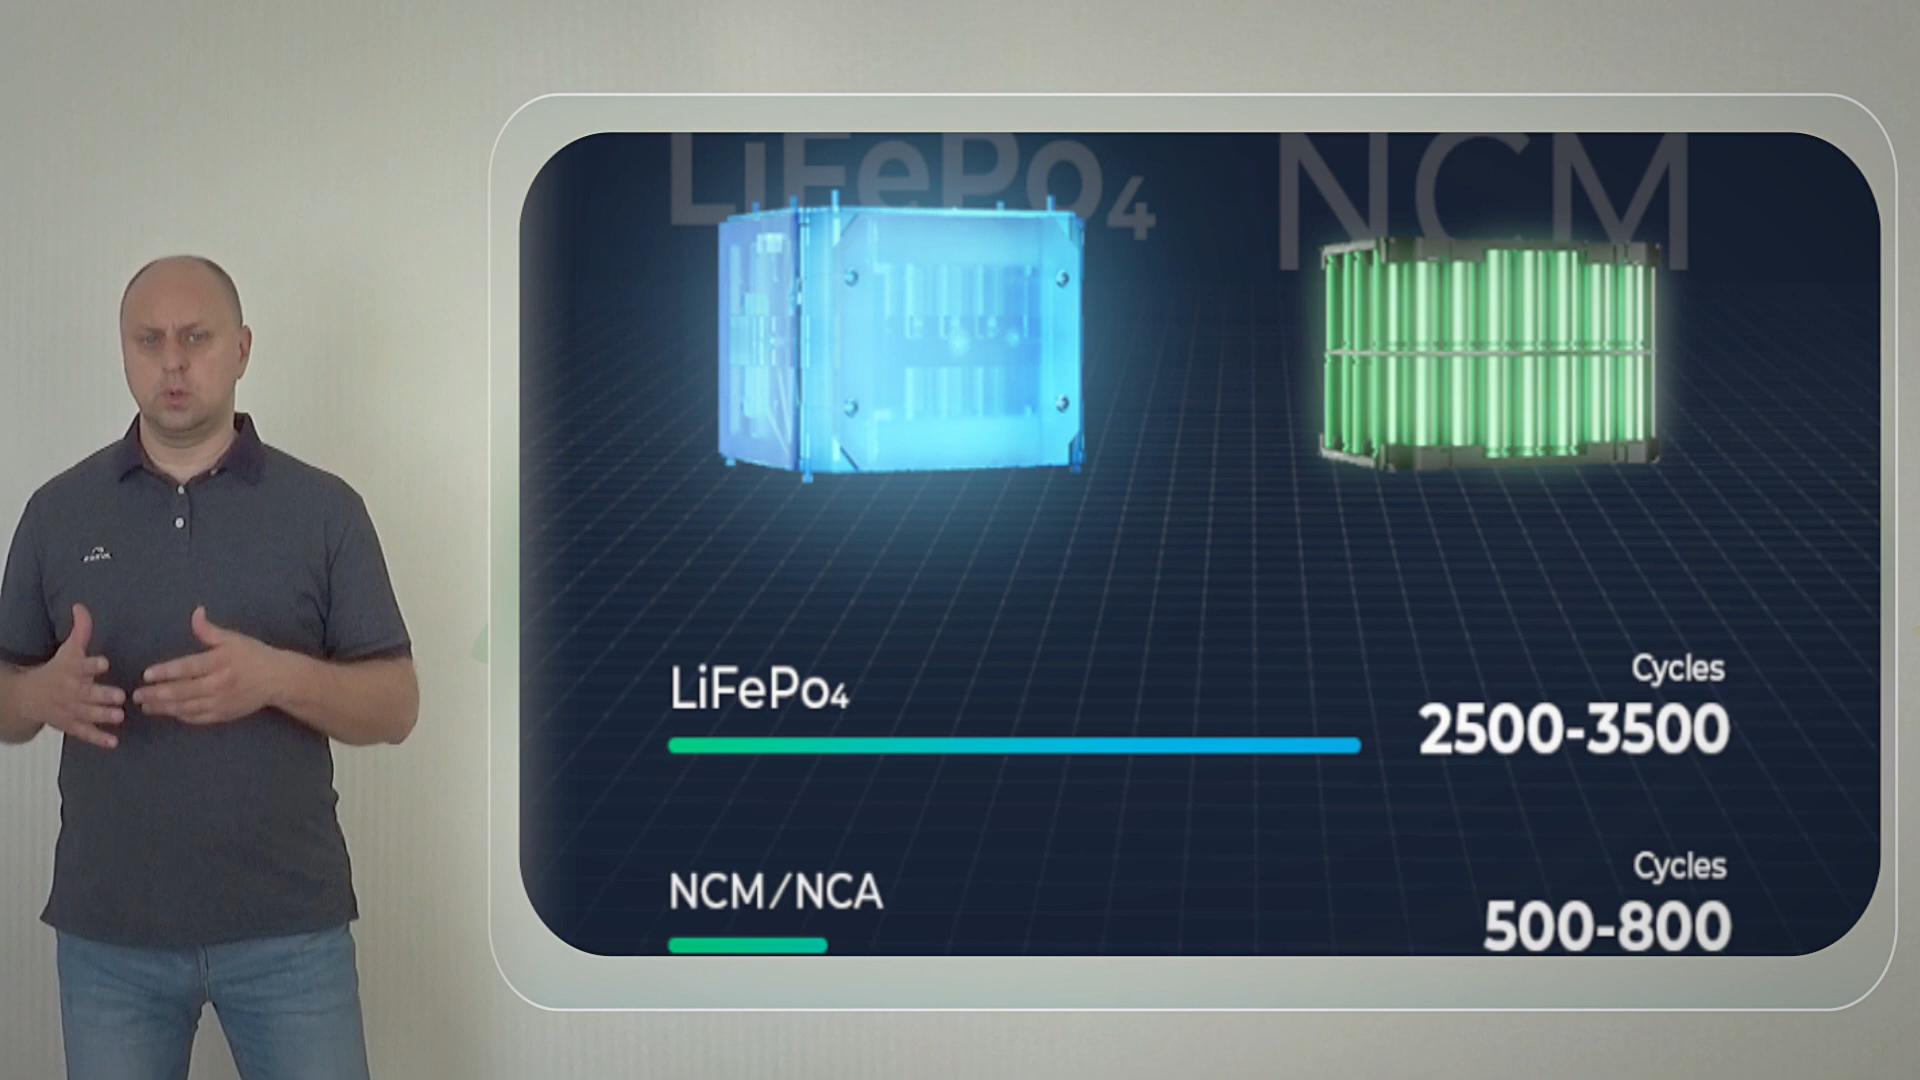 LiFePo4
NCM
LiFePo4
Cycles
2500-3500
NCM/NCA
Cycles
500-800